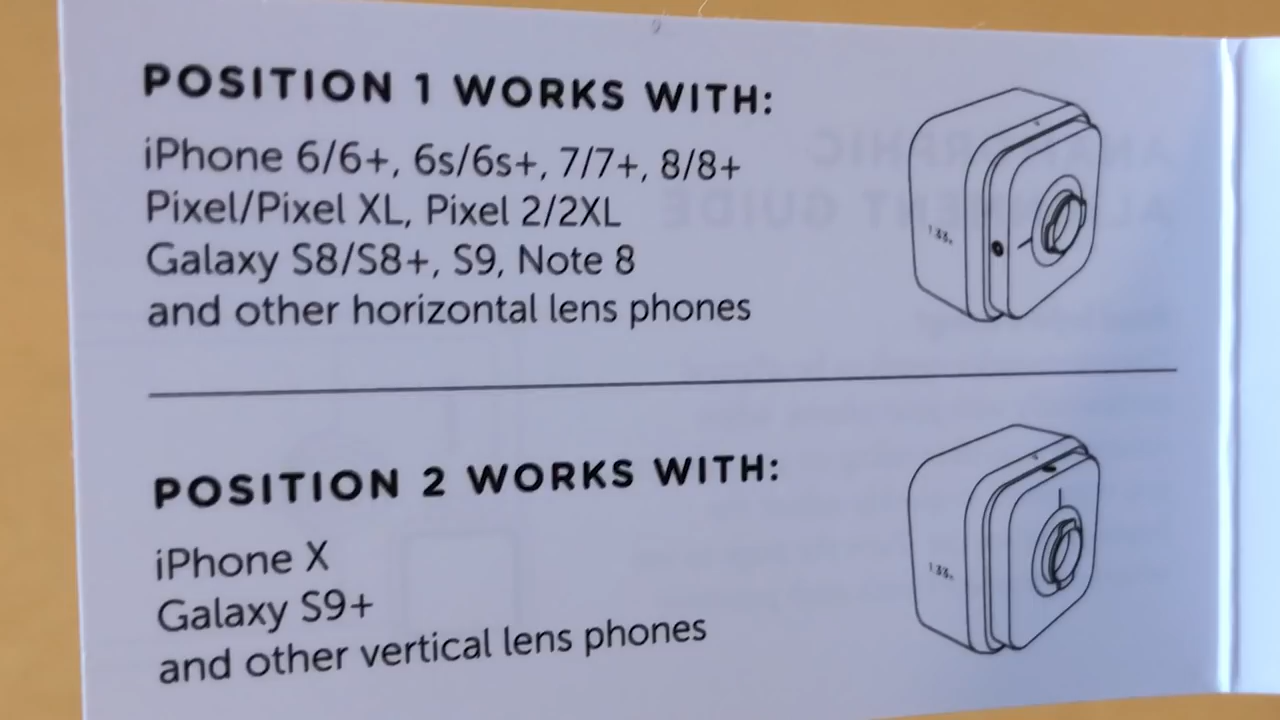 POSITION 1 WORKS WITH:
iPhone 6/6+, 6s/6s+, 7/7+, 8/8+
Pixel/Pixel XL, Pixel 2/2XL
Galaxy S8/S8+, S9, Note 8
and other horizontal lens phones
POSITION 2 WORKS WITH:
iPhone X
Galaxy S9+
and other vertical lens phones